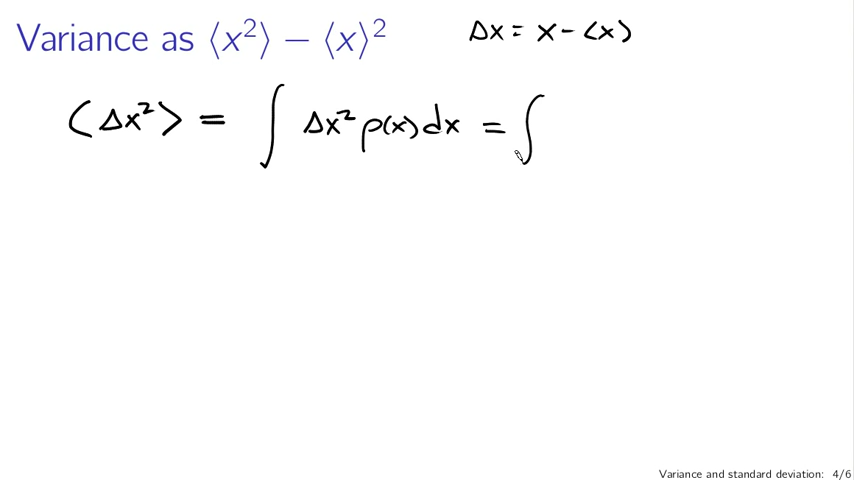 Variance as ⟨x²⟩ − ⟨x⟩²
Δx = x − ⟨x⟩
⟨Δx²⟩ = ∫ Δx² ρ(x) dx = ∫
Variance and standard deviation: 4/6